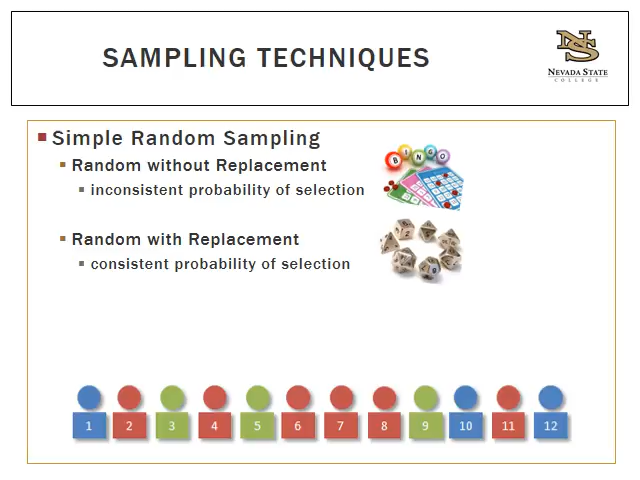 SAMPLING TECHNIQUES
NEVADA STATE
COLLEGE
Simple Random Sampling
Random without Replacement
inconsistent probability of selection
BINGO
Random with Replacement
consistent probability of selection
1 2 3 4 5 6 7 8 9 10 11 12